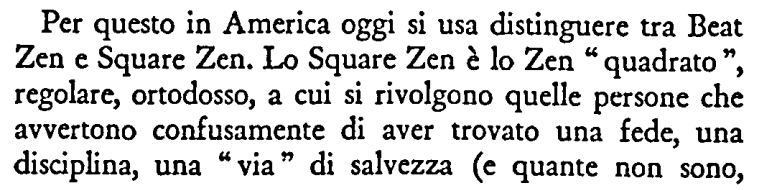 Per questo in America oggi si usa distinguere tra Beat
Zen e Square Zen. Lo Square Zen è lo Zen “quadrato”,
regolare, ortodosso, a cui si rivolgono quelle persone che
avvertono confusamente di aver trovato una fede, una
disciplina, una “via” di salvezza (e quante non sono,